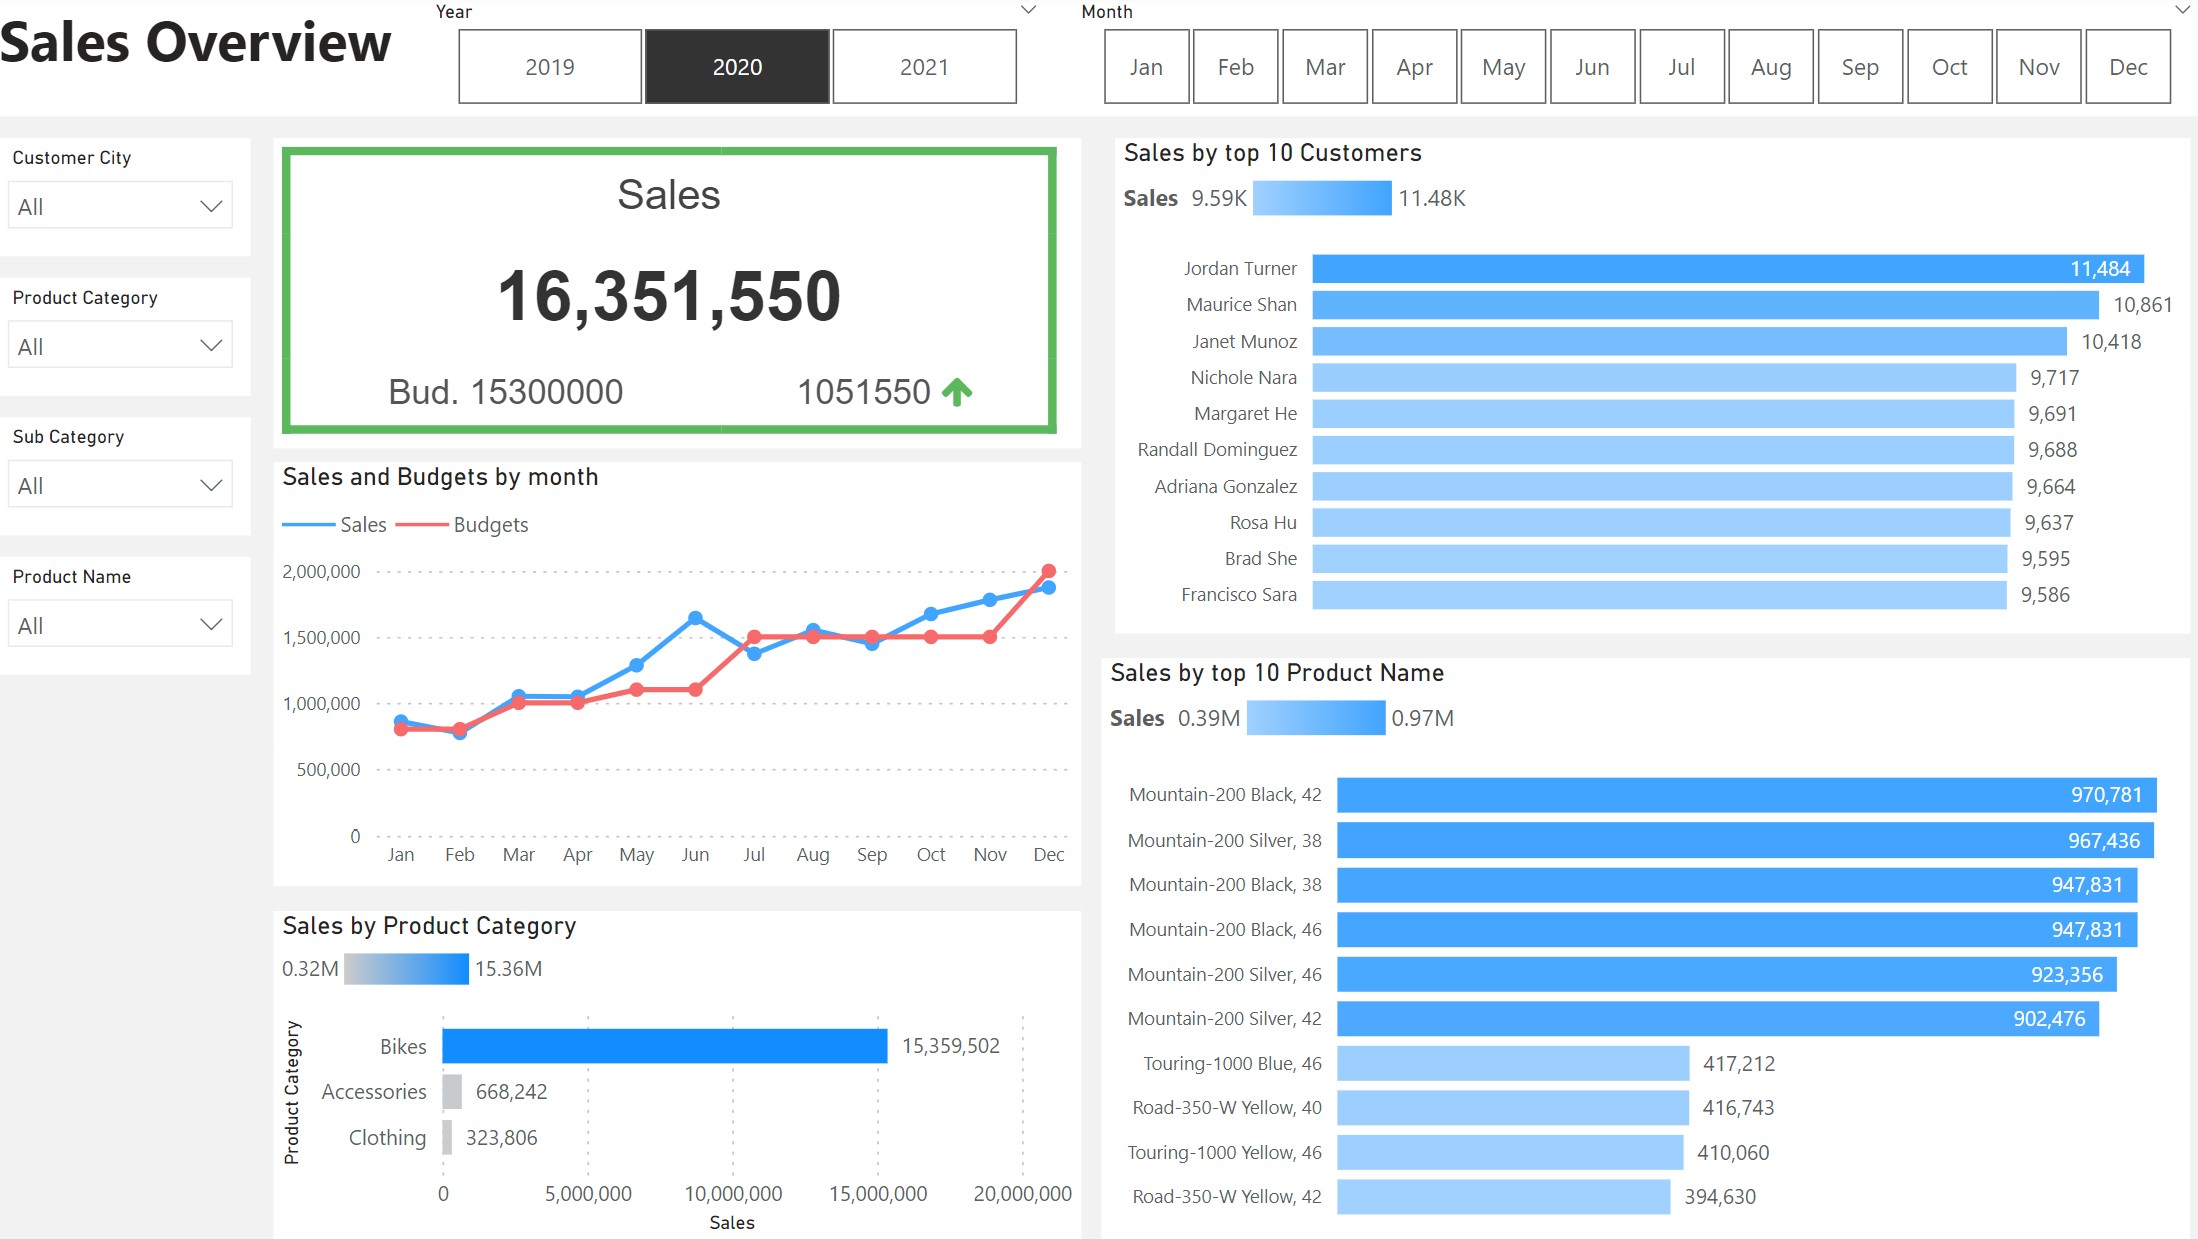 Sales Overview
Year
2019 2020 2021
Month
Jan Feb Mar Apr May Jun Jul Aug Sep Oct Nov Dec
Customer City
All
Product Category
All
Sub Category
All
Product Name
All
Sales
16,351,550
Bud. 15300000 1051550
Sales and Budgets by month
Sales Budgets
2,000,000
1,500,000
1,000,000
500,000
0
Jan Feb Mar Apr May Jun Jul Aug Sep Oct Nov Dec
Sales by Product Category
0.32M 15.36M
Product Category
Bikes 15,359,502
Accessories 668,242
Clothing 323,806
0 5,000,000 10,000,000 15,000,000 20,000,000
Sales
Sales by top 10 Customers
Sales 9.59K 11.48K
Jordan Turner 11,484
Maurice Shan 10,861
Janet Munoz 10,418
Nichole Nara 9,717
Margaret He 9,691
Randall Dominguez 9,688
Adriana Gonzalez 9,664
Rosa Hu 9,637
Brad She 9,595
Francisco Sara 9,586
Sales by top 10 Product Name
Sales 0.39M 0.97M
Mountain-200 Black, 42 970,781
Mountain-200 Silver, 38 967,436
Mountain-200 Black, 38 947,831
Mountain-200 Black, 46 947,831
Mountain-200 Silver, 46 923,356
Mountain-200 Silver, 42 902,476
Touring-1000 Blue, 46 417,212
Road-350-W Yellow, 40 416,743
Touring-1000 Yellow, 46 410,060
Road-350-W Yellow, 42 394,630